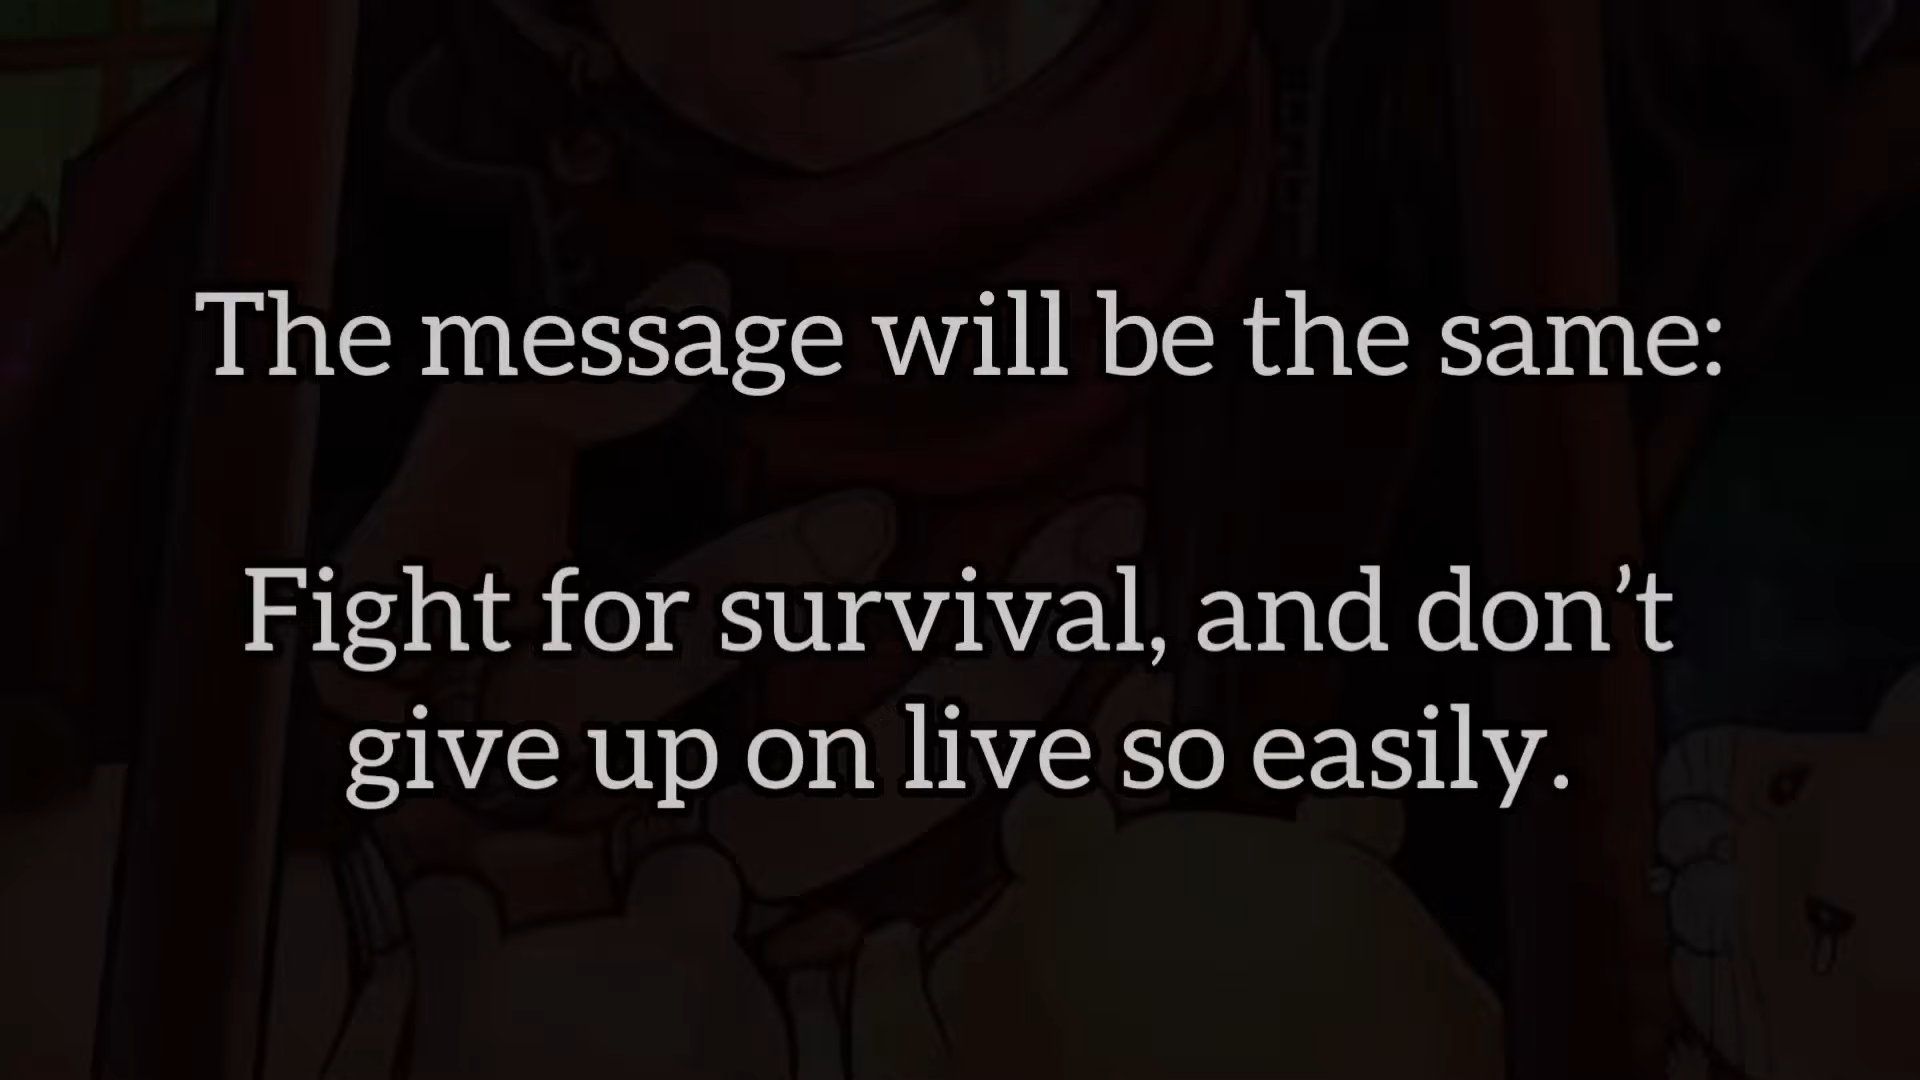 The message will be the same:
Fight for survival, and don’t
give up on live so easily.